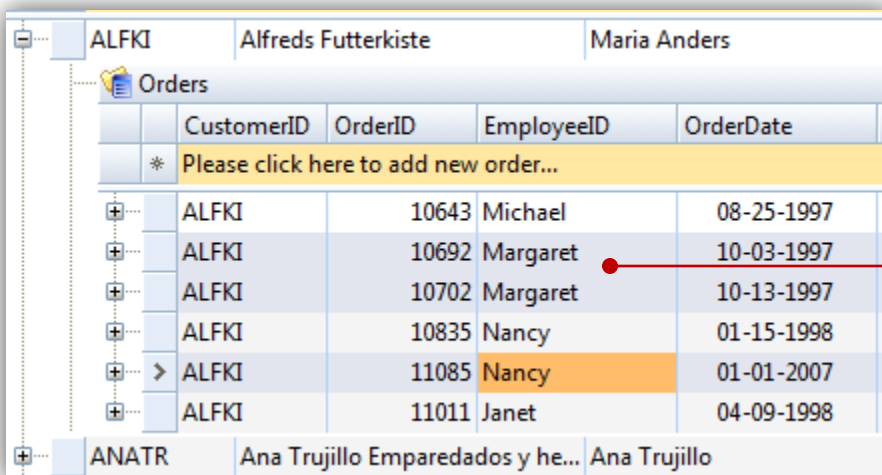 ALFKI Alfreds Futterkiste Maria Anders
Orders
CustomerID OrderID EmployeeID OrderDate
Please click here to add new order...
ALFKI 10643 Michael 08-25-1997
ALFKI 10692 Margaret 10-03-1997
ALFKI 10702 Margaret 10-13-1997
ALFKI 10835 Nancy 01-15-1998
ALFKI 11085 Nancy 01-01-2007
ALFKI 11011 Janet 04-09-1998
ANATR Ana Trujillo Emparedados y he... Ana Trujillo